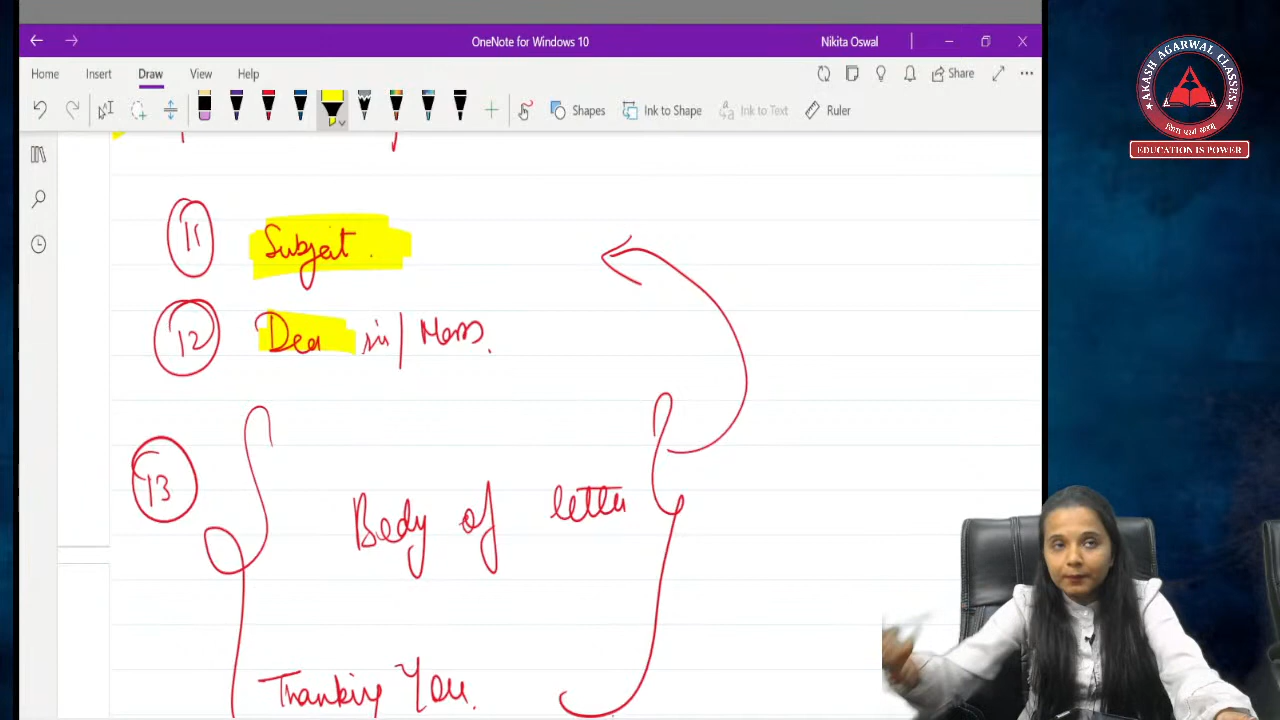 OneNote for Windows 10
Nikita Oswal
Home Insert Draw View Help
Share
Shapes Ink to Shape Ink to Text Ruler
AKASH AGARWAL CLASSES
EDUCATION IS POWER
11 Subject.
12 Dear sir/
13
Body of letter
Thanking You.